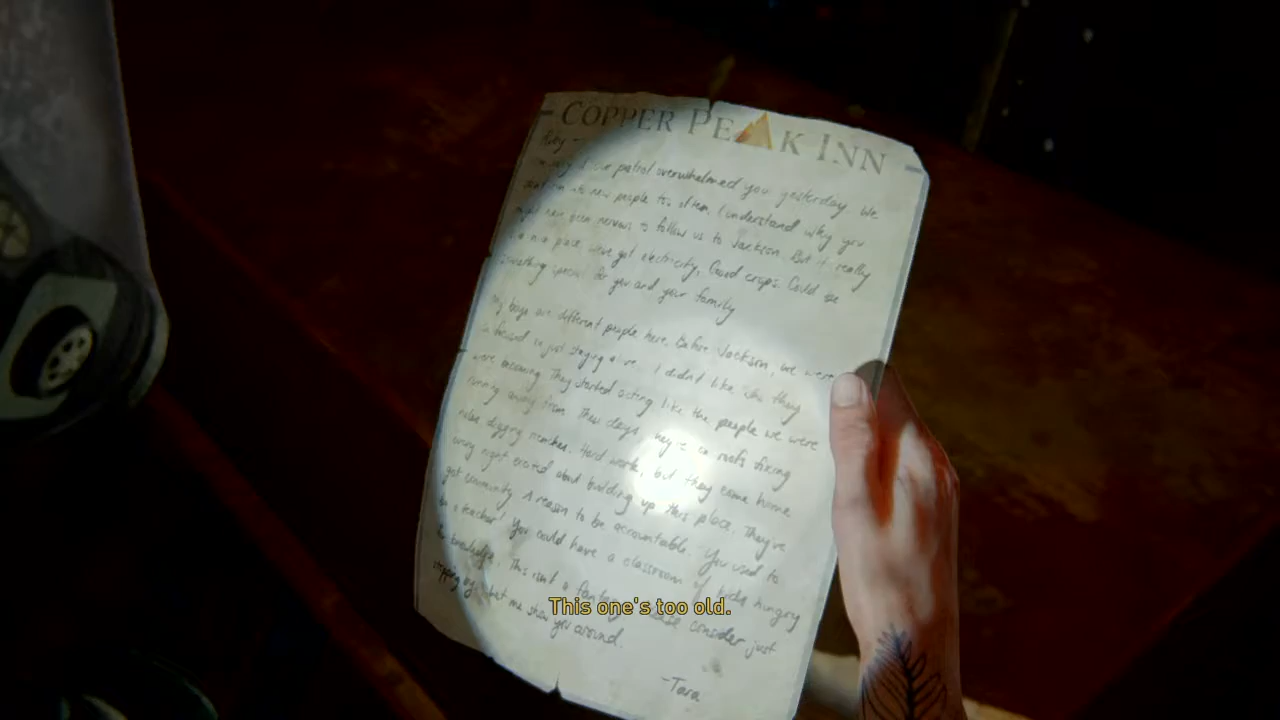 COPPER PEAK INN
Ruby -
I'm sorry if our patrol overwhelmed you yesterday. We
don't run into new people too often. I understand why you
might have been nervous to follow us to Jackson. But it really
is a nice place. We've got electricity. Good crops. Could be
something special for you and your family.
My boys are different people here. Before Jackson, we were
so focused on just staying alive... I didn't like who they
were becoming. They started acting like the people we were
running away from. These days, they're on roofs fixing
holes, digging trenches. Hard work, but they come home
every night excited about building up this place. They've
got community. A reason to be accountable. You used to
be a teacher! You could have a classroom of kids hungry
for knowledge. This isn't a fantasy. Please consider just
stopping by. Let me show you around.
-Tara
This one's too old.